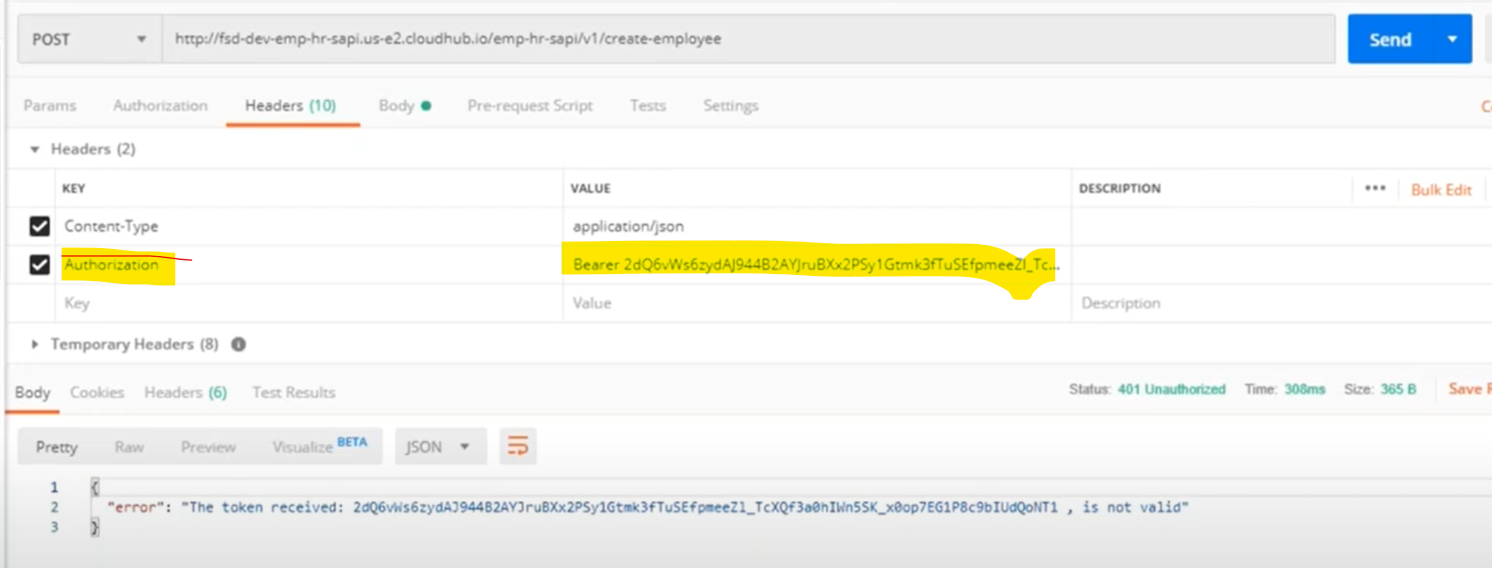 POST http://fsd-dev-emp-hr-sapi.us-e2.cloudhub.io/emp-hr-sapi/v1/create-employee Send
Params Authorization Headers (10) Body Pre-request Script Tests Settings
Headers (2)
KEY VALUE DESCRIPTION ••• Bulk Edit
Content-Type application/json
Authorization Bearer 2dQ6vWs6zydAJ944B2AYJruBXx2PSy1Gtmk3fTuSEfpmeeZl_Tc...
Key Value Description
Temporary Headers (8)
Body Cookies Headers (6) Test Results Status: 401 Unauthorized Time: 308ms Size: 365 B Save
Pretty Raw Preview Visualize BETA JSON
1 {
2 "error": "The token received: 2dQ6vWs6zydAJ944B2AYJruBXx2PSy1Gtmk3fTuSEfpmeeZl_TcXQf3a0hIWn5SK_x0op7EG1P8c9bIUdQoNT1 , is not valid"
3 }